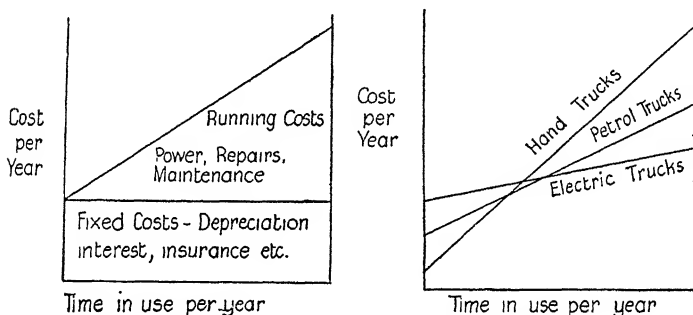 Cost
per
Year
Running Costs
Power, Repairs,
Maintenance
Fixed Costs - Depreciation
interest, insurance etc.
Time in use per year
Cost
per
Year
Hand Trucks
Petrol Trucks
Electric Trucks
Time in use per year